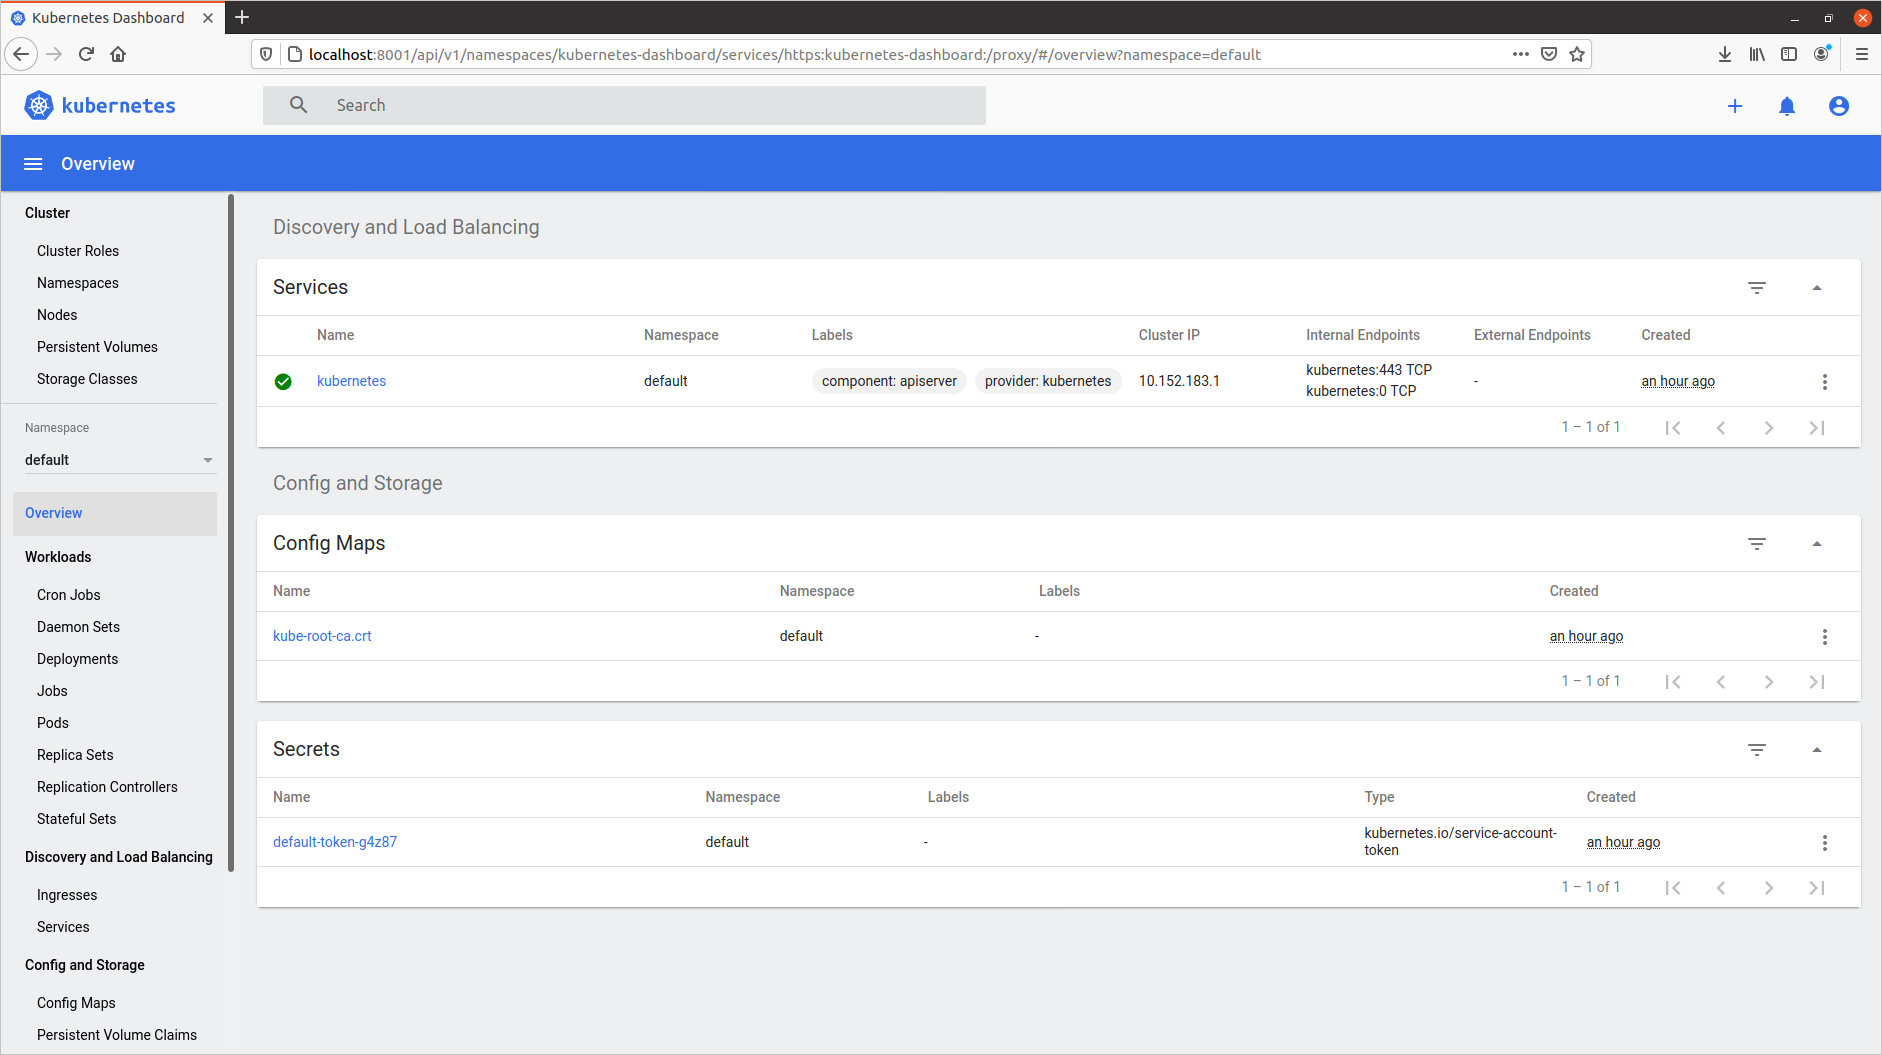 Kubernetes Dashboard
localhost:8001/api/v1/namespaces/kubernetes-dashboard/services/https:kubernetes-dashboard:/proxy/#/overview?namespace=default
kubernetes
Search
Overview
Cluster
Cluster Roles
Namespaces
Nodes
Persistent Volumes
Storage Classes
Namespace
default
Overview
Workloads
Cron Jobs
Daemon Sets
Deployments
Jobs
Pods
Replica Sets
Replication Controllers
Stateful Sets
Discovery and Load Balancing
Ingresses
Services
Config and Storage
Config Maps
Persistent Volume Claims
Discovery and Load Balancing
Services
Name Namespace Labels Cluster IP Internal Endpoints External Endpoints Created
kubernetes default component: apiserver provider: kubernetes 10.152.183.1 kubernetes:443 TCP - an hour ago
kubernetes:0 TCP
1 – 1 of 1
Config and Storage
Config Maps
Name Namespace Labels Created
kube-root-ca.crt default - an hour ago
1 – 1 of 1
Secrets
Name Namespace Labels Type Created
default-token-g4z87 default - kubernetes.io/service-account- an hour ago
token
1 – 1 of 1